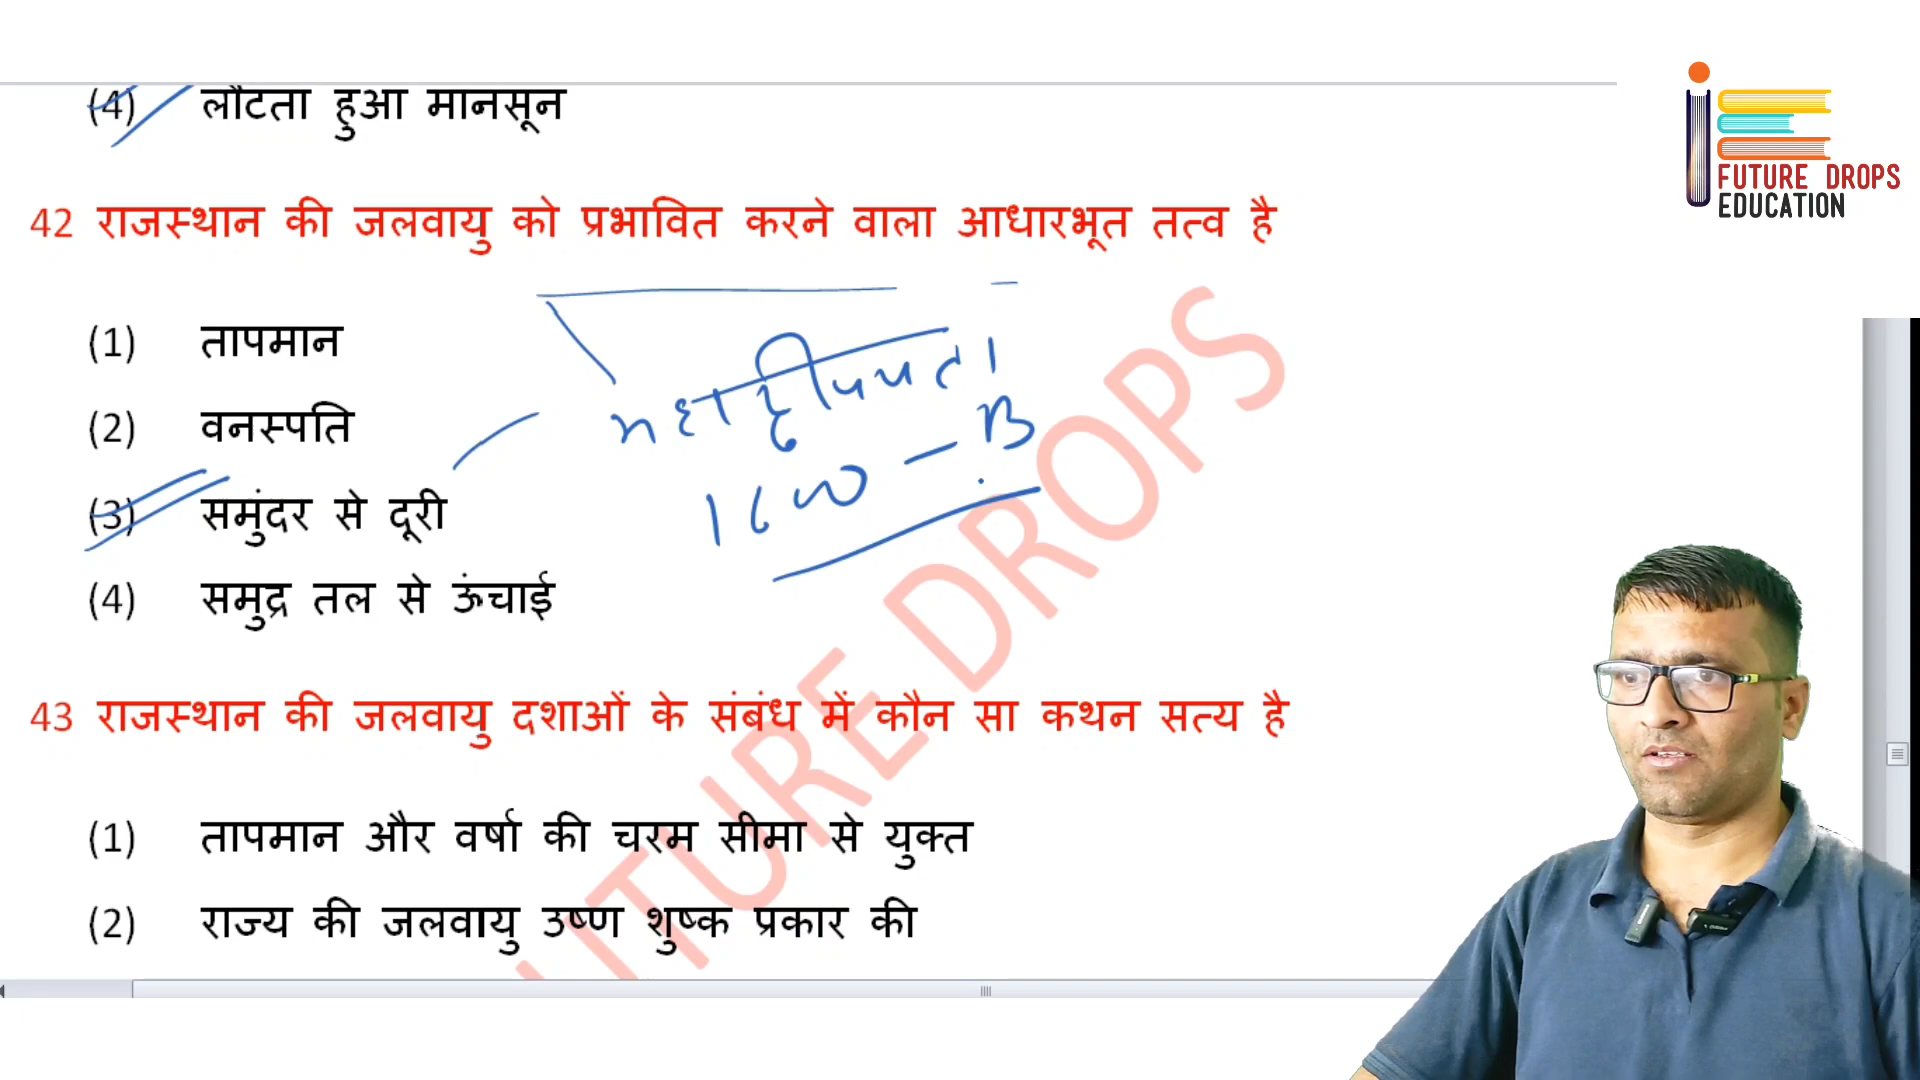 (4) लौटता हुआ मानसून
FUTURE DROPS
EDUCATION
42 राजस्थान की जलवायु को प्रभावित करने वाला आधारभूत तत्व है
(1) तापमान
(2) वनस्पति
(3) समुंदर से दूरी
(4) समुद्र तल से ऊंचाई
महाद्वीपयता
B
43 राजस्थान की जलवायु दशाओं के संबंध में कौन सा कथन सत्य है
(1) तापमान और वर्षा की चरम सीमा से युक्त
(2) राज्य की जलवायु उष्ण शुष्क प्रकार की
UTURE DROPS